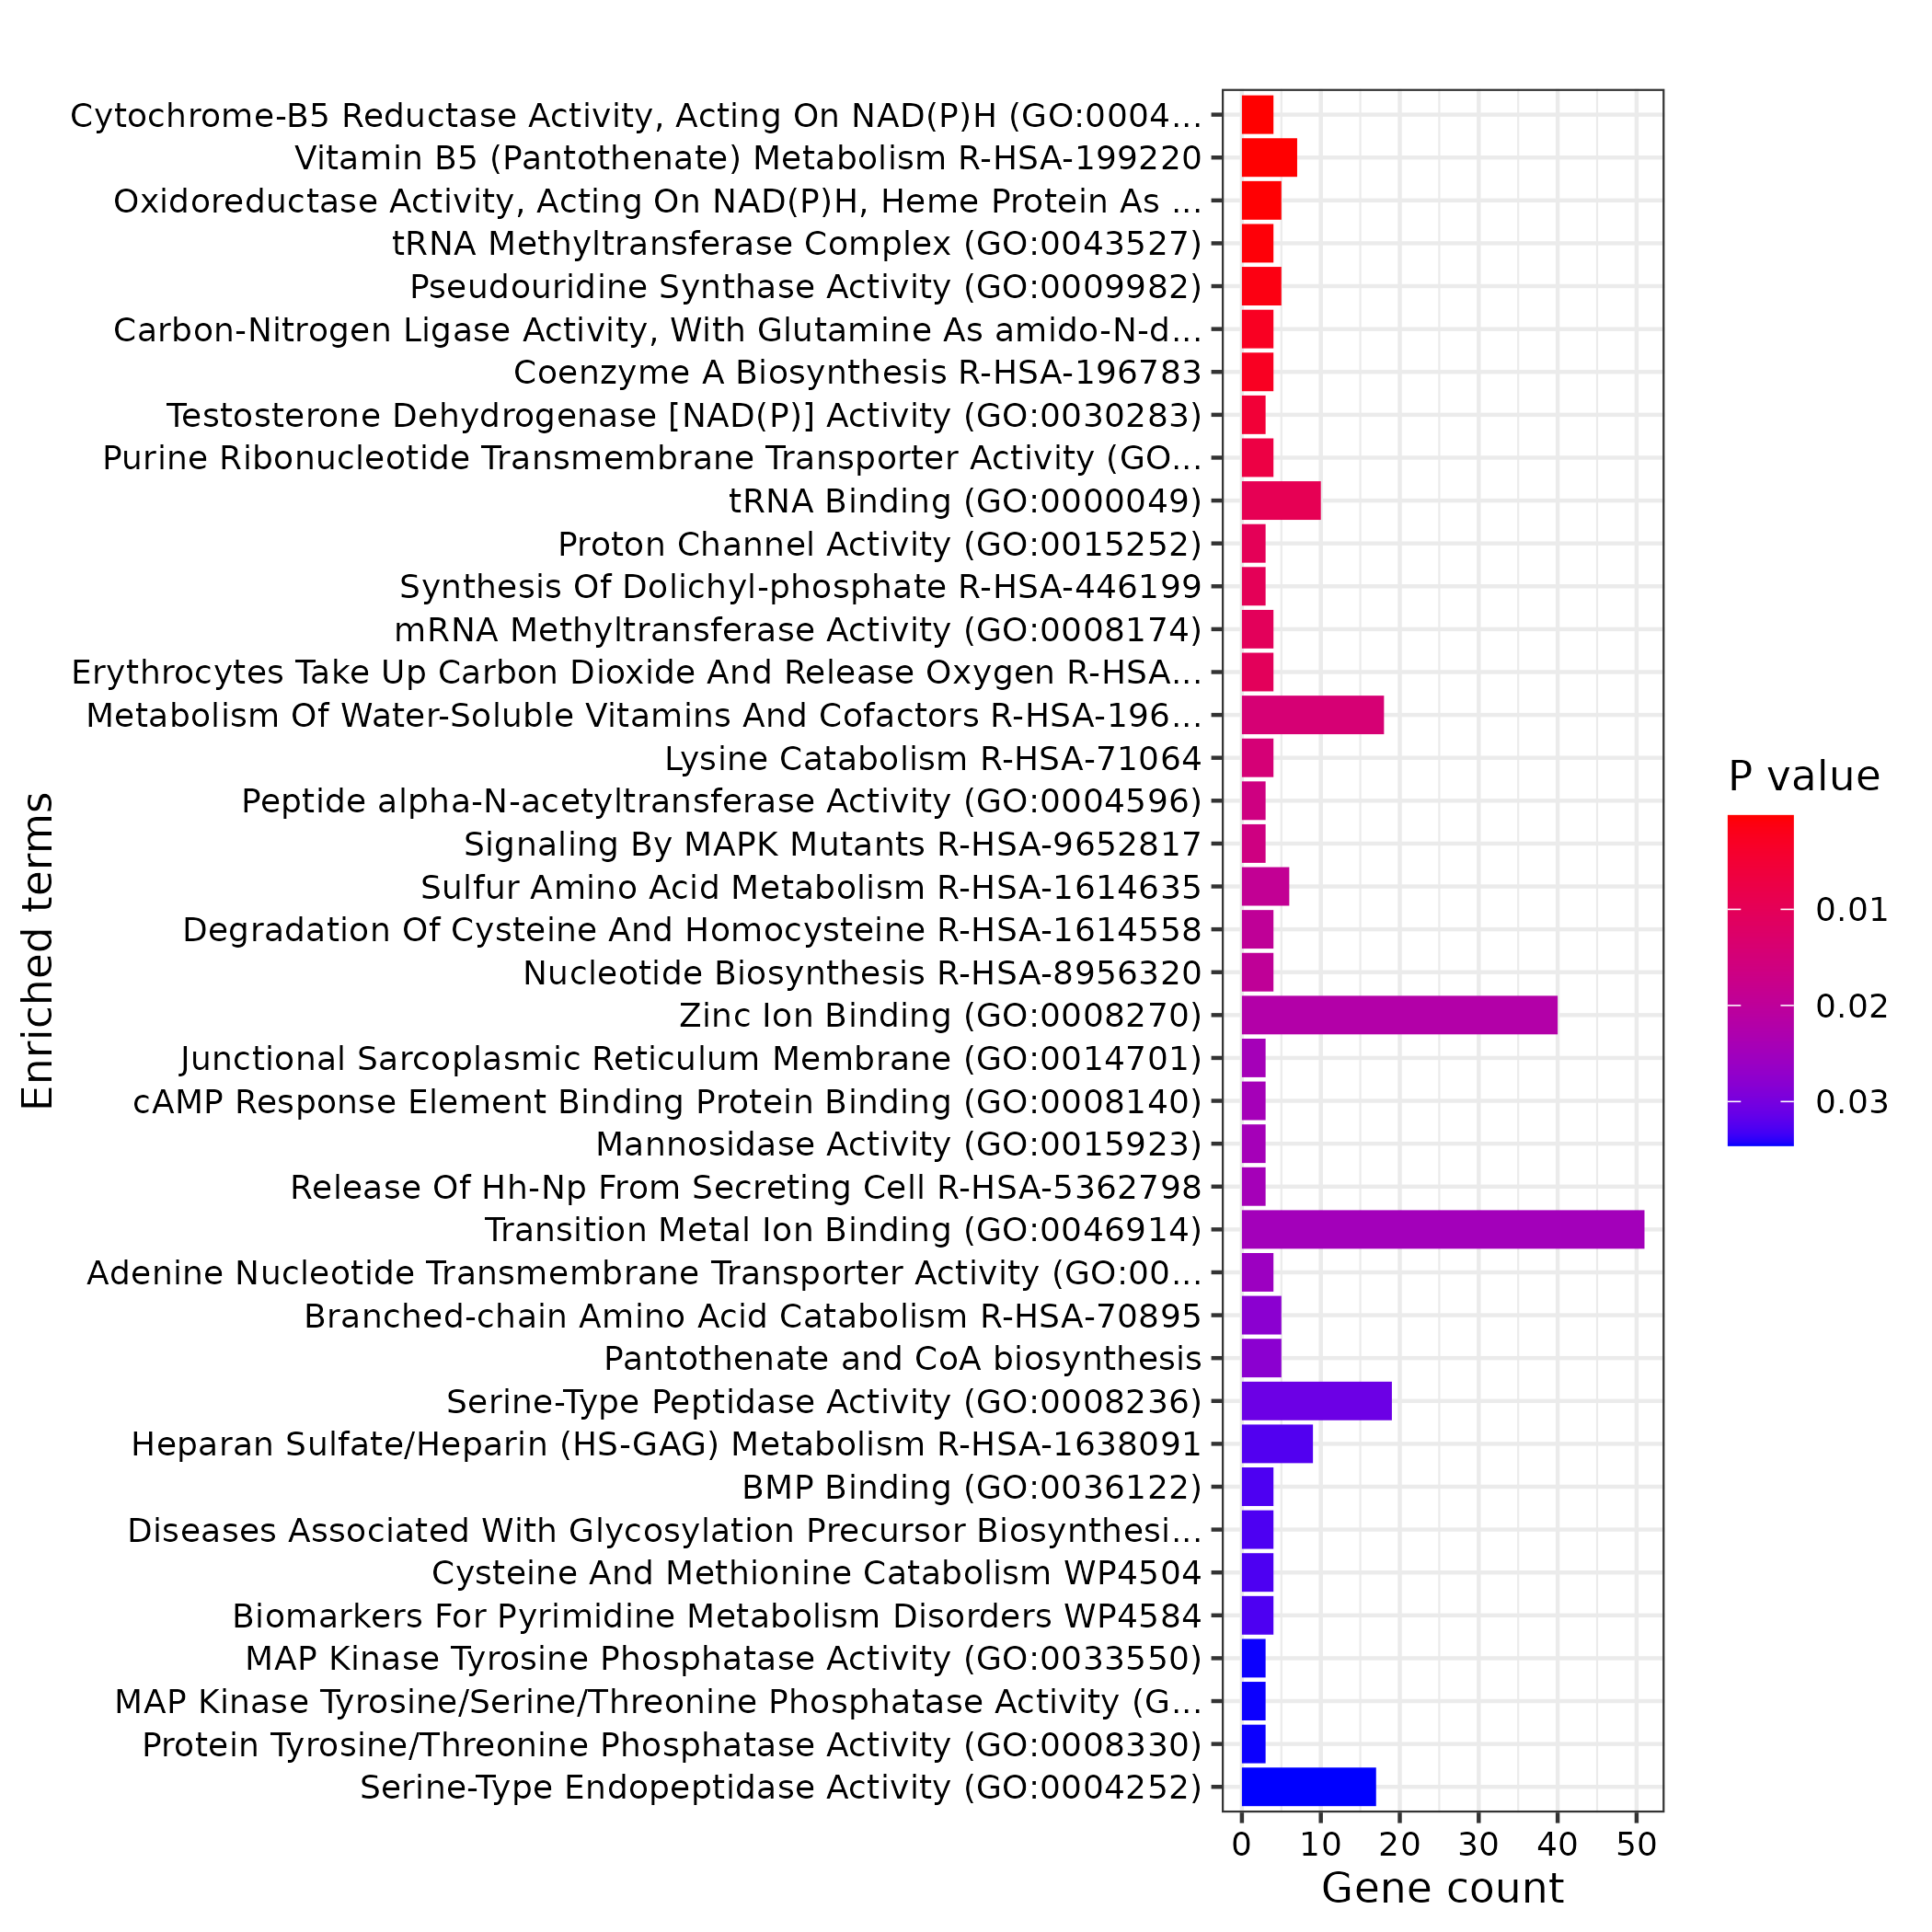 Cytochrome-B5 Reductase Activity, Acting On NAD(P)H (GO:0004...
Vitamin B5 (Pantothenate) Metabolism R-HSA-199220
Oxidoreductase Activity, Acting On NAD(P)H, Heme Protein As ...
tRNA Methyltransferase Complex (GO:0043527)
Pseudouridine Synthase Activity (GO:0009982)
Carbon-Nitrogen Ligase Activity, With Glutamine As amido-N-d...
Coenzyme A Biosynthesis R-HSA-196783
Testosterone Dehydrogenase [NAD(P)] Activity (GO:0030283)
Purine Ribonucleotide Transmembrane Transporter Activity (GO...
tRNA Binding (GO:0000049)
Proton Channel Activity (GO:0015252)
Synthesis Of Dolichyl-phosphate R-HSA-446199
mRNA Methyltransferase Activity (GO:0008174)
Erythrocytes Take Up Carbon Dioxide And Release Oxygen R-HSA...
Metabolism Of Water-Soluble Vitamins And Cofactors R-HSA-196...
Lysine Catabolism R-HSA-71064
Peptide alpha-N-acetyltransferase Activity (GO:0004596)
Signaling By MAPK Mutants R-HSA-9652817
Sulfur Amino Acid Metabolism R-HSA-1614635
Degradation Of Cysteine And Homocysteine R-HSA-1614558
Nucleotide Biosynthesis R-HSA-8956320
Zinc Ion Binding (GO:0008270)
Junctional Sarcoplasmic Reticulum Membrane (GO:0014701)
cAMP Response Element Binding Protein Binding (GO:0008140)
Mannosidase Activity (GO:0015923)
Release Of Hh-Np From Secreting Cell R-HSA-5362798
Transition Metal Ion Binding (GO:0046914)
Adenine Nucleotide Transmembrane Transporter Activity (GO:00...
Branched-chain Amino Acid Catabolism R-HSA-70895
Pantothenate and CoA biosynthesis
Serine-Type Peptidase Activity (GO:0008236)
Heparan Sulfate/Heparin (HS-GAG) Metabolism R-HSA-1638091
BMP Binding (GO:0036122)
Diseases Associated With Glycosylation Precursor Biosynthesi...
Cysteine And Methionine Catabolism WP4504
Biomarkers For Pyrimidine Metabolism Disorders WP4584
MAP Kinase Tyrosine Phosphatase Activity (GO:0033550)
MAP Kinase Tyrosine/Serine/Threonine Phosphatase Activity (G...
Protein Tyrosine/Threonine Phosphatase Activity (GO:0008330)
Serine-Type Endopeptidase Activity (GO:0004252)
Enriched terms
0 10 20 30 40 50
Gene count
P value
0.01
0.02
0.03